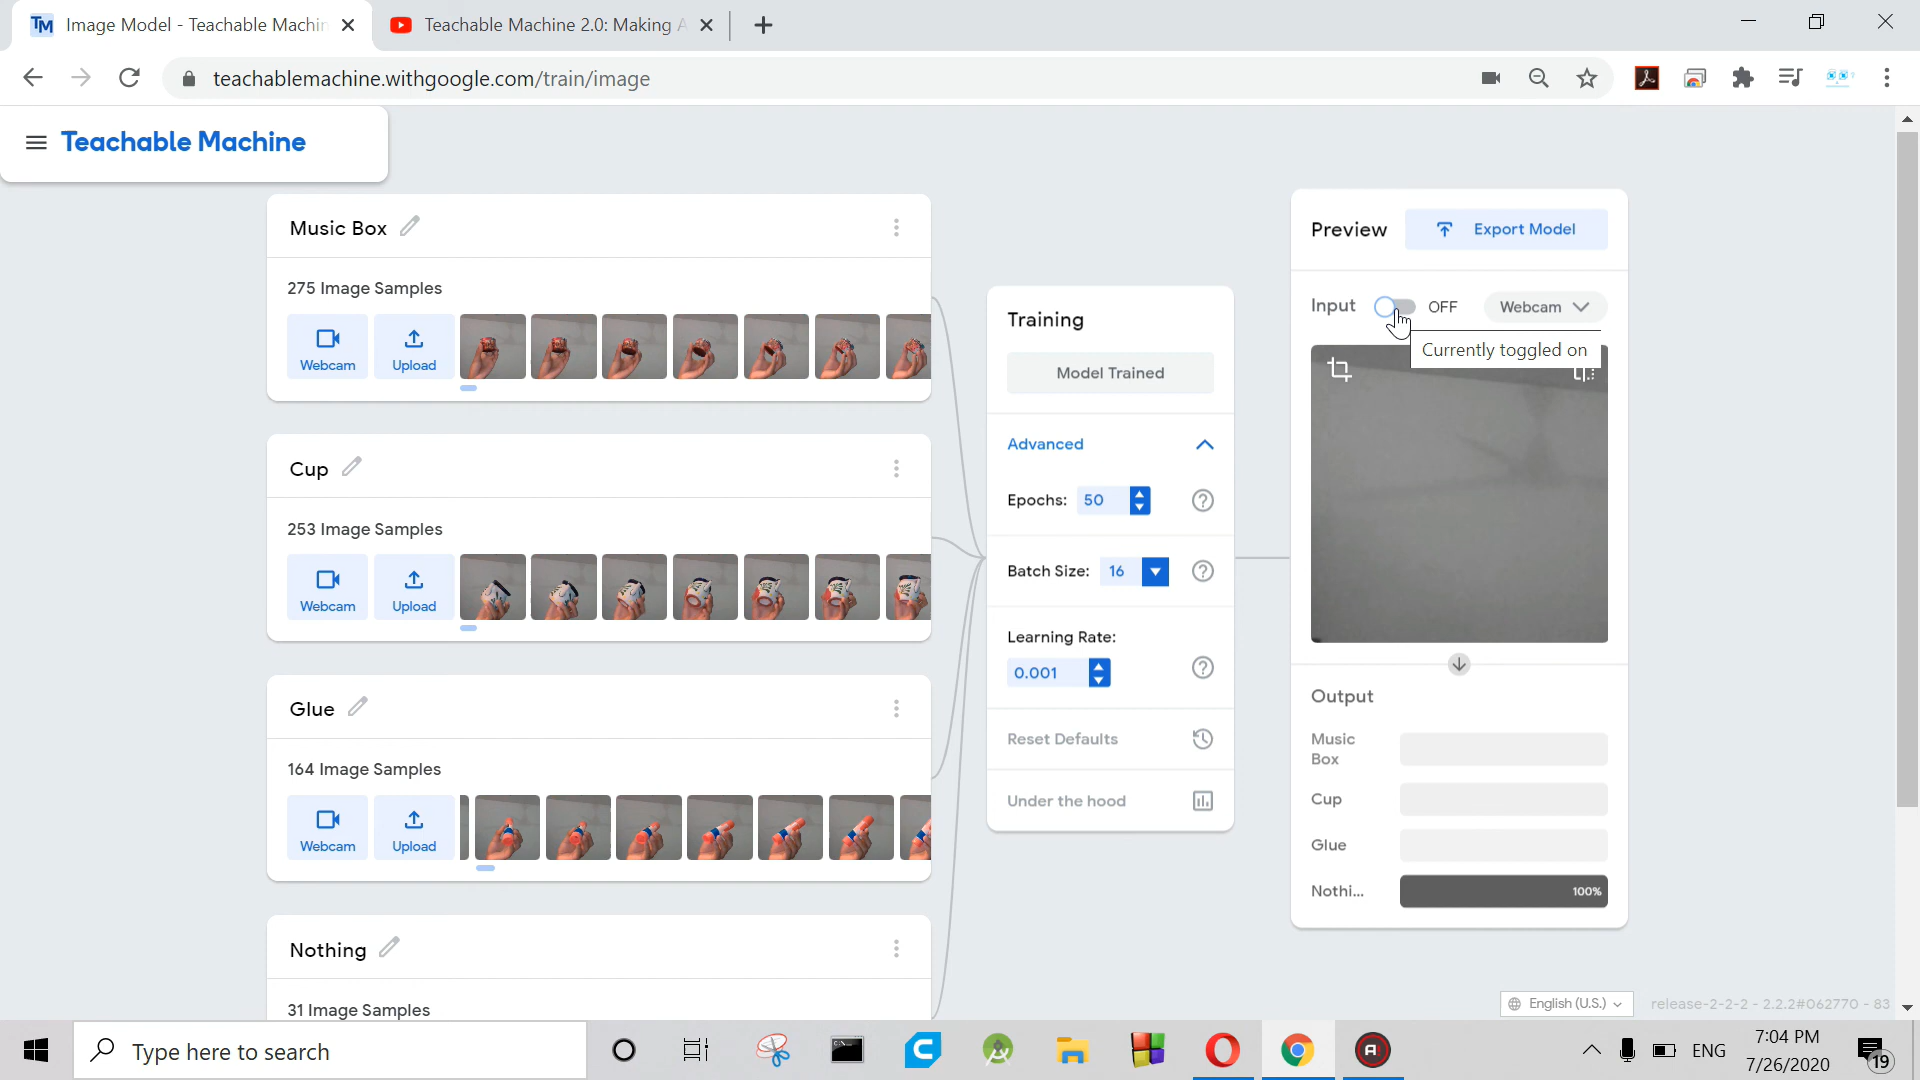 Image Model - Teachable Machin
Teachable Machine 2.0: Making A
teachablemachine.withgoogle.com/train/image
Teachable Machine
Music Box
275 Image Samples
Webcam
Upload
Cup
253 Image Samples
Webcam
Upload
Glue
164 Image Samples
Webcam
Upload
Nothing
31 Image Samples
Training
Model Trained
Advanced
Epochs: 50
Batch Size: 16
Learning Rate:
0.001
Reset Defaults
Under the hood
Preview
Export Model
Input OFF Webcam
Currently toggled on
Output
Music
Box
Cup
Glue
Nothi... 100%
English (U.S.)
release-2-2-2 - 2.2.2#062770 - 83
Type here to search
ENG
7:04 PM
7/26/2020
19